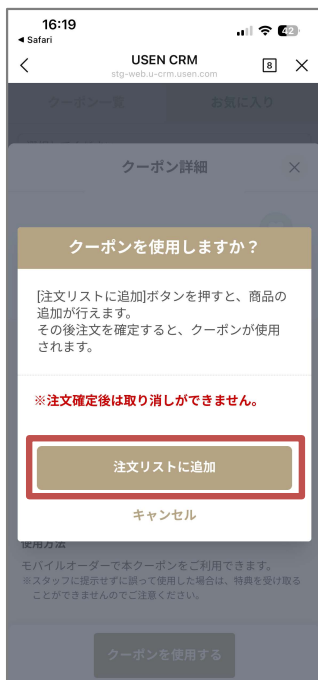 16:19
◀ Safari
42
USEN CRM
8
stg-web.u-crm.usen.com
クーポン一覧
お気に入り
クーポン詳細
クーポンを使用しますか？
[注文リストに追加]ボタンを押すと、商品の
追加が行えます。
その後注文を確定すると、クーポンが使用
されます。
※注文確定後は取り消しができません。
注文リストに追加
キャンセル
使用方法
モバイルオーダーで本クーポンをご利用できます。
※スタッフに提示せずに誤って使用した場合は、特典を受け取る
ことができませんのでご注意ください。
クーポンを使用する